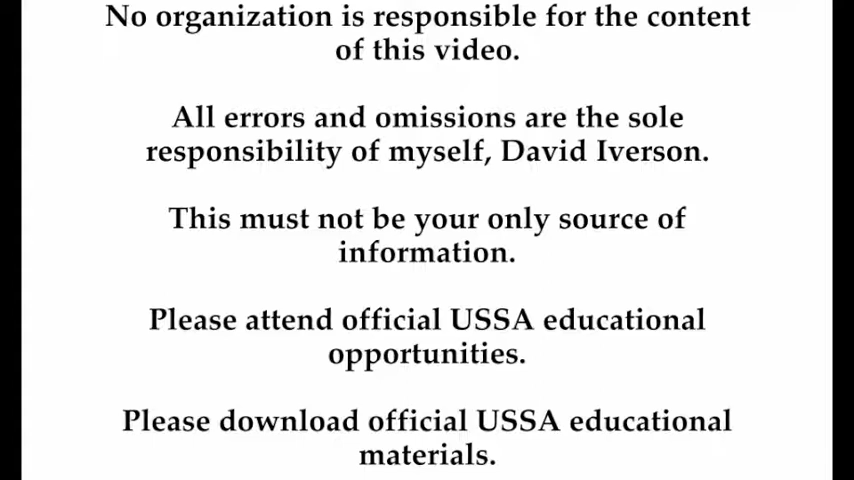 No organization is responsible for the content
of this video.
All errors and omissions are the sole
responsibility of myself, David Iverson.
This must not be your only source of
information.
Please attend official USSA educational
opportunities.
Please download official USSA educational
materials.